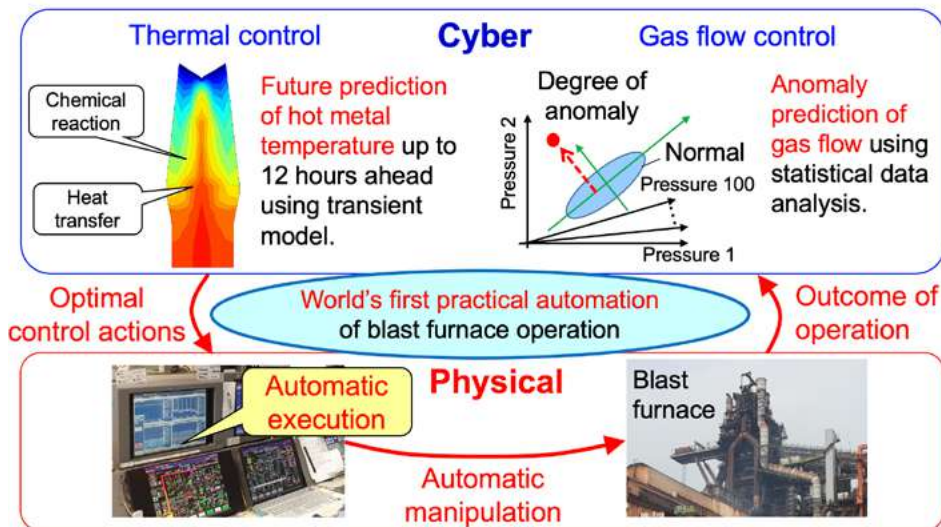 Thermal control
Cyber
Gas flow control
Chemical
reaction
Heat
transfer
Future prediction
of hot metal
temperature up to
12 hours ahead
using transient
model.
Degree of
anomaly
Pressure 2
Normal
Pressure 100
Pressure 1
Anomaly
prediction of
gas flow using
statistical data
analysis.
Optimal
control actions
World's first practical automation
of blast furnace operation
Outcome of
operation
Physical
Automatic
execution
Blast
furnace
Automatic
manipulation